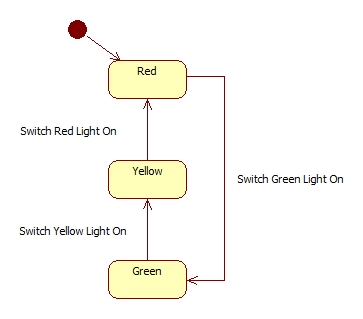 Red
Switch Red Light On
Yellow
Switch Green Light On
Switch Yellow Light On
Green